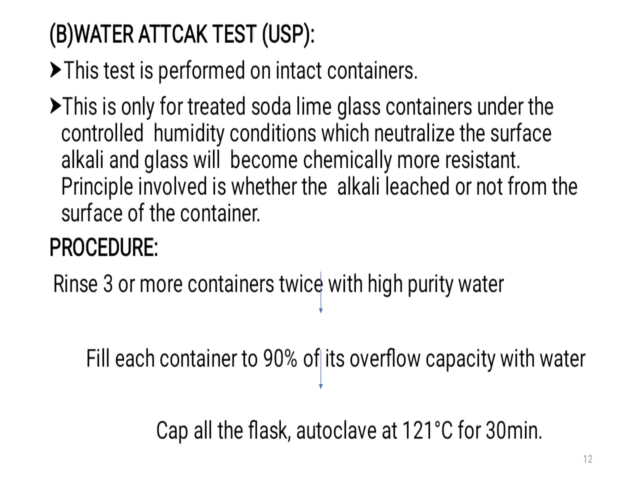 (B)WATER ATTCAK TEST (USP):
➤This test is performed on intact containers.
➤This is only for treated soda lime glass containers under the
controlled humidity conditions which neutralize the surface
alkali and glass will become chemically more resistant.
Principle involved is whether the alkali leached or not from the
surface of the container.
PROCEDURE:
Rinse 3 or more containers twice with high purity water
Fill each container to 90% of its overflow capacity with water
Cap all the flask, autoclave at 121°C for 30min.
12